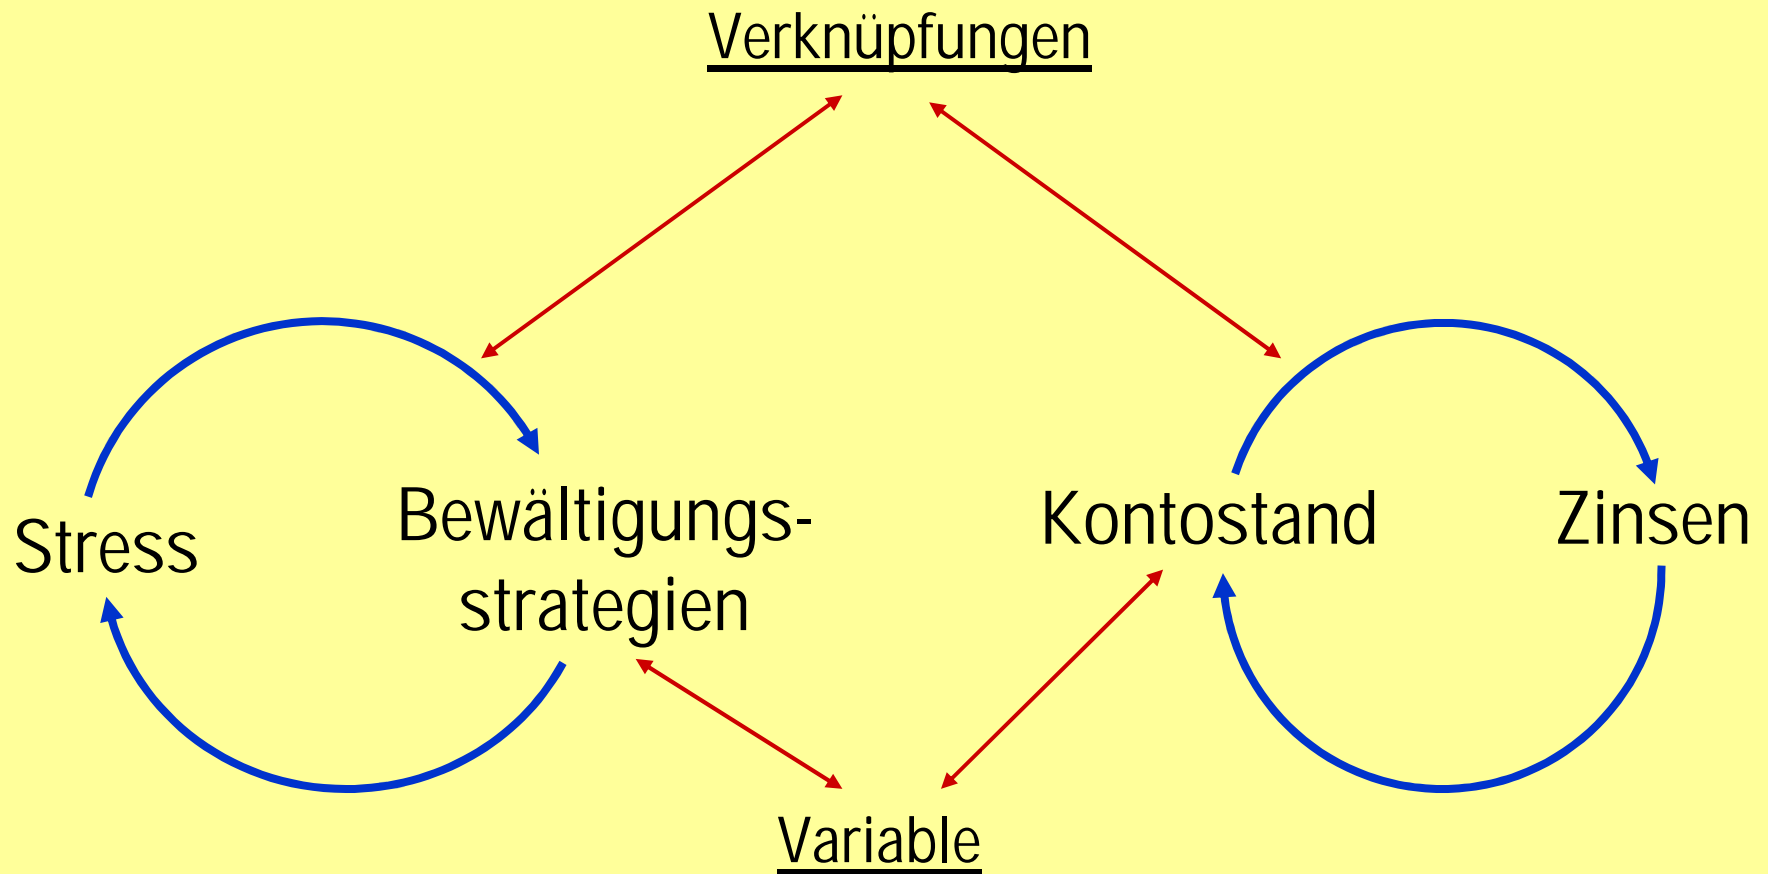 Verknüpfungen
Stress
Bewältigungs-
strategien
Kontostand
Zinsen
Variable